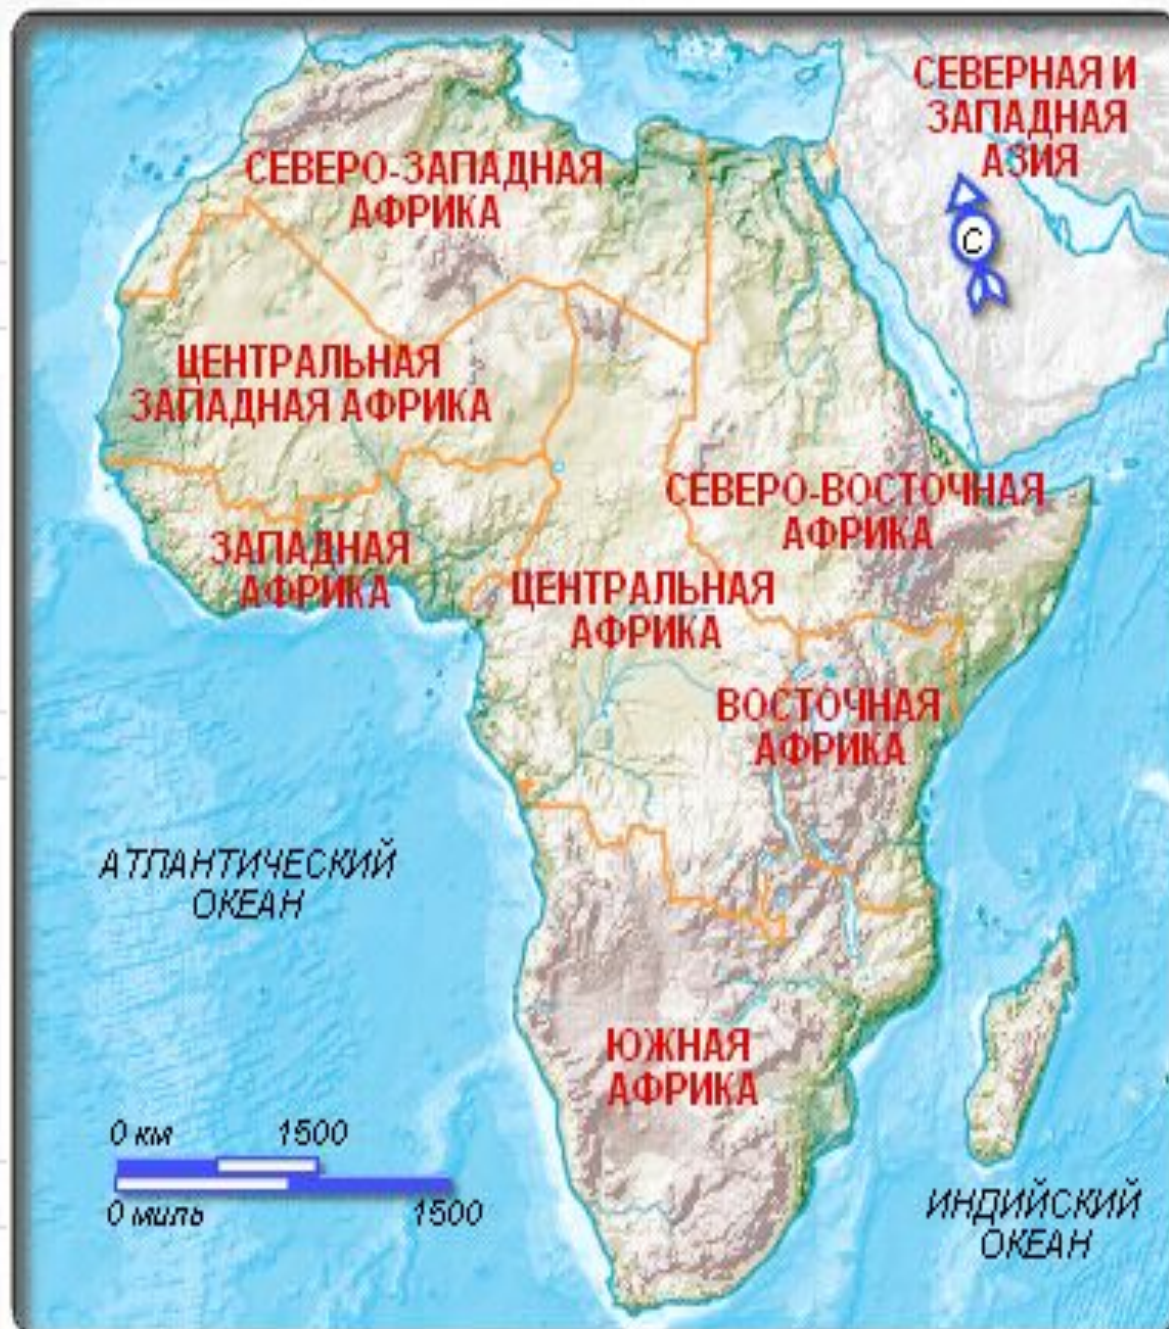 СЕВЕРНАЯ И
ЗАПАДНАЯ
АЗИЯ
С
СЕВЕРО-ЗАПАДНАЯ
АФРИКА
ЦЕНТРАЛЬНАЯ
ЗАПАДНАЯ АФРИКА
СЕВЕРО-ВОСТОЧНАЯ
АФРИКА
ЗАПАДНАЯ
АФРИКА
ЦЕНТРАЛЬНАЯ
АФРИКА
ВОСТОЧНАЯ
АФРИКА
АТЛАНТИЧЕСКИЙ
ОКЕАН
ЮЖНАЯ
АФРИКА
0 км 1500
0 миль 1500
ИНДИЙСКИЙ
ОКЕАН